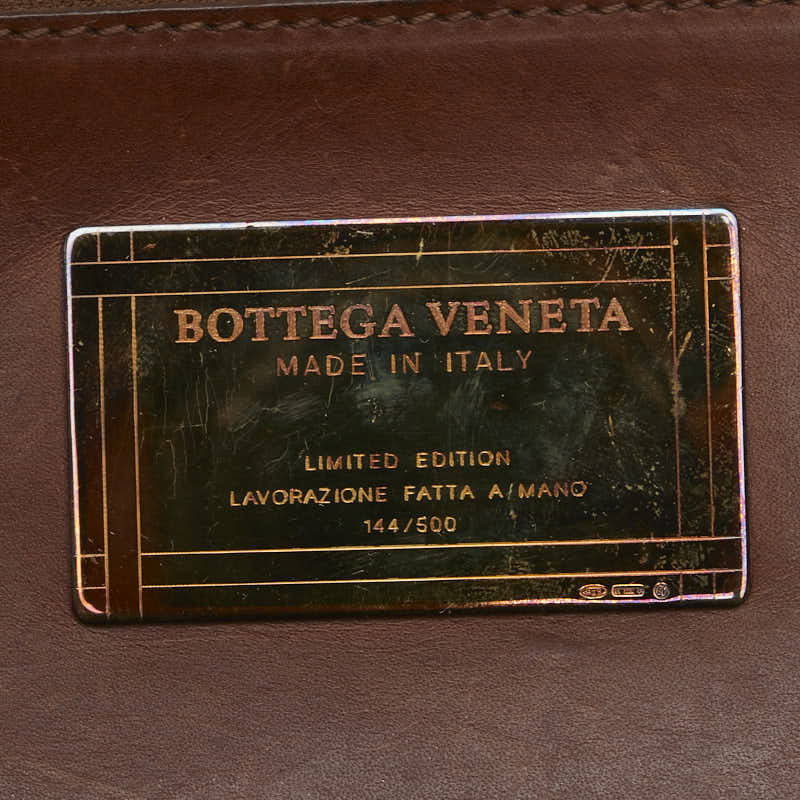 BOTTEGA VENETA
MADE IN ITALY
LIMITED EDITION
LAVORAZIONE FATTA A MANO
144/500